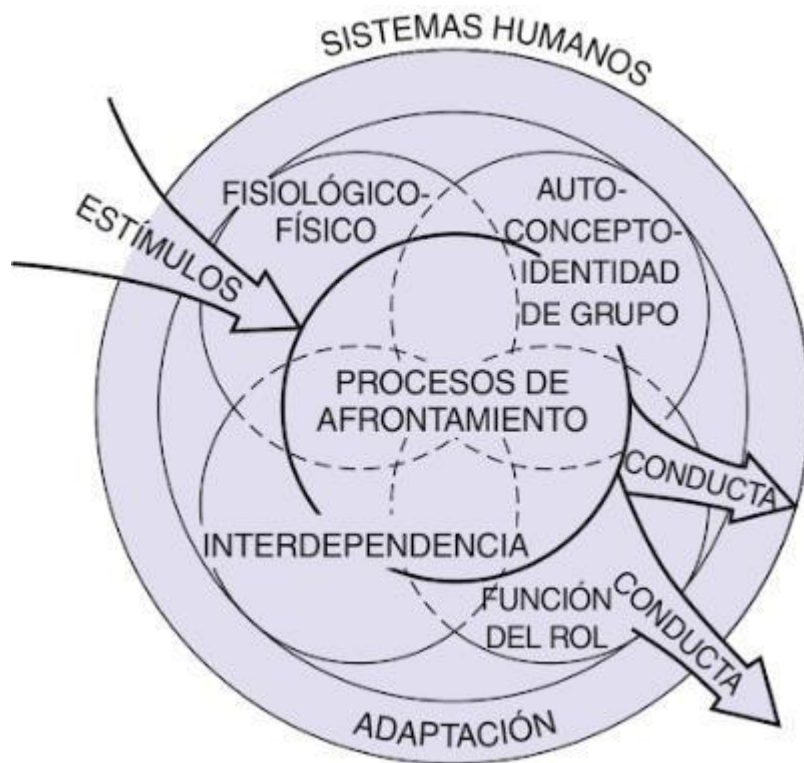 SISTEMAS HUMANOS
FISIOLÓGICO-
FÍSICO
AUTO-
CONCEPTO-
IDENTIDAD
DE GRUPO
ESTÍMULOS
PROCESOS DE
AFRONTAMIENTO
CONDUCTA
INTERDEPENDENCIA
FUNCIÓN
DEL ROL
CONDUCTA
ADAPTACIÓN